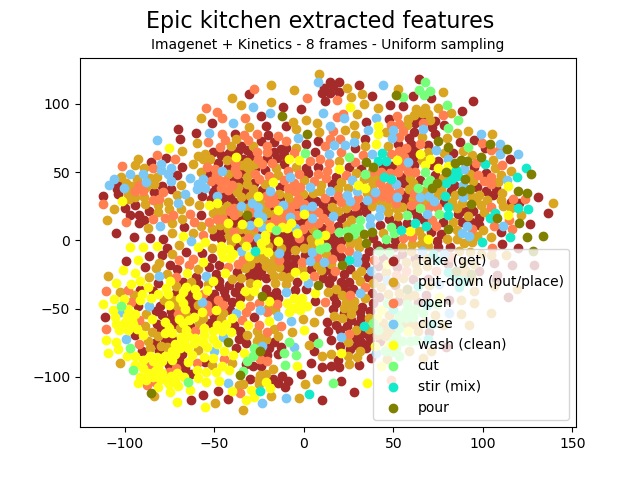 Epic kitchen extracted features
Imagenet + Kinetics - 8 frames - Uniform sampling
100
50
0
−50
−100
take (get)
put-down (put/place)
open
close
wash (clean)
cut
stir (mix)
pour
−100
−50
0
50
100
150